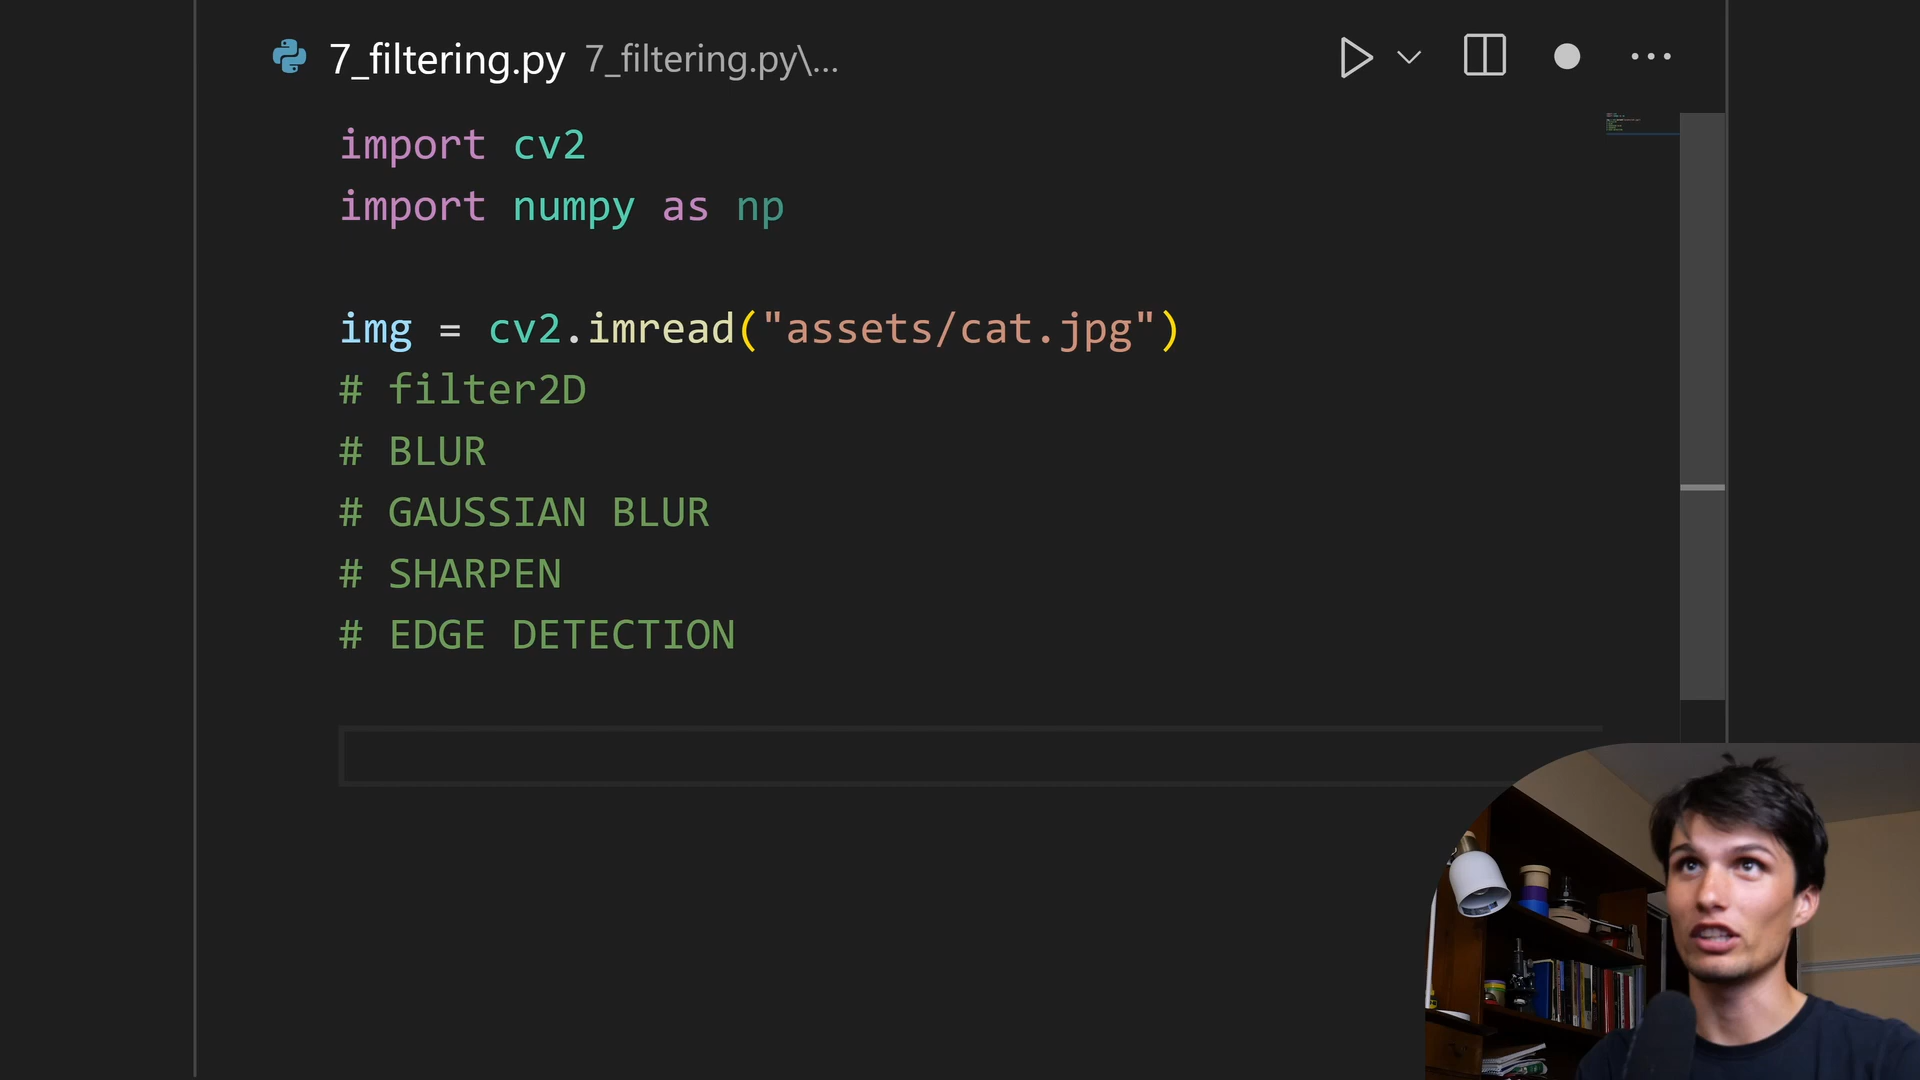 7_filtering.py 7_filtering.py\...
import cv2
import numpy as np
img = cv2.imread("assets/cat.jpg")
# filter2D
# BLUR
# GAUSSIAN BLUR
# SHARPEN
# EDGE DETECTION